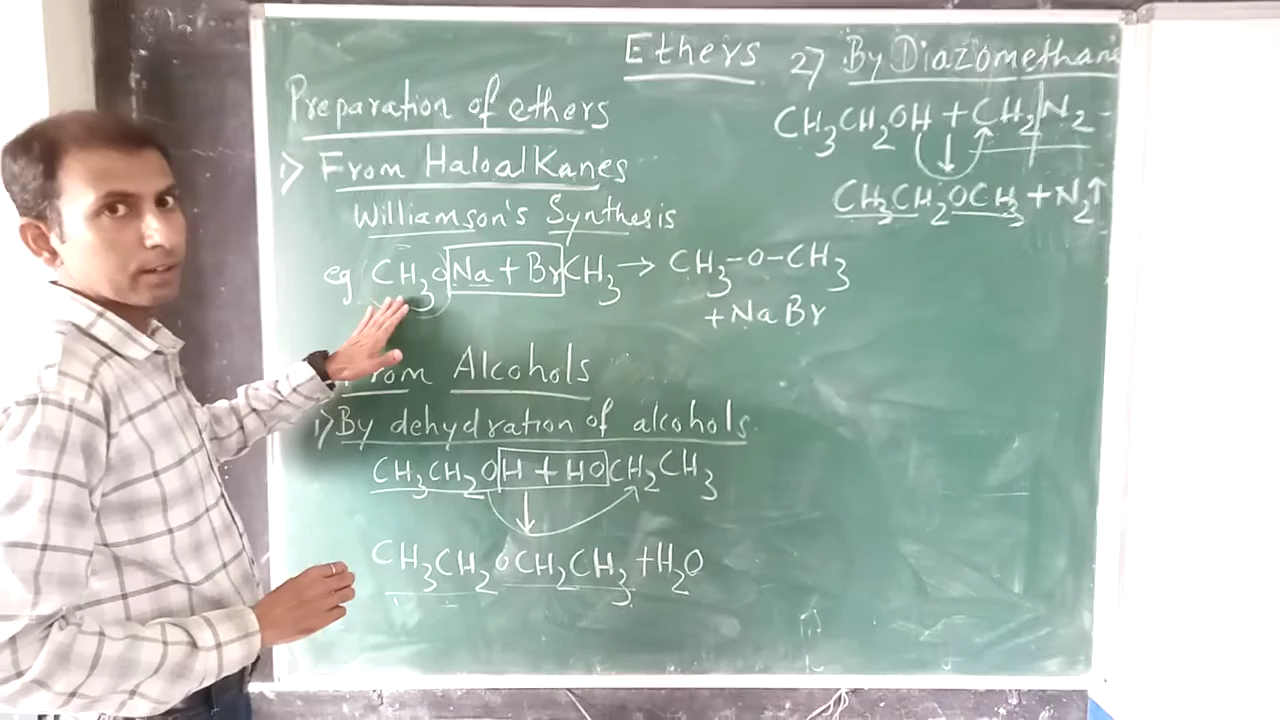 Ethers
Preparation of ethers
1) From Haloalkanes
Williamson's Synthesis
eg CH₃ONa + BrCH₃ → CH₃-O-CH₃
+ NaBr
From Alcohols
1) By dehydration of alcohols.
CH₃CH₂OH + HOCH₂CH₃
↓
CH₃CH₂OCH₂CH₃ + H₂O
2) By Diazomethane
CH₃CH₂OH + CH₂N₂
↓
CH₃CH₂OCH₃ + N₂↑